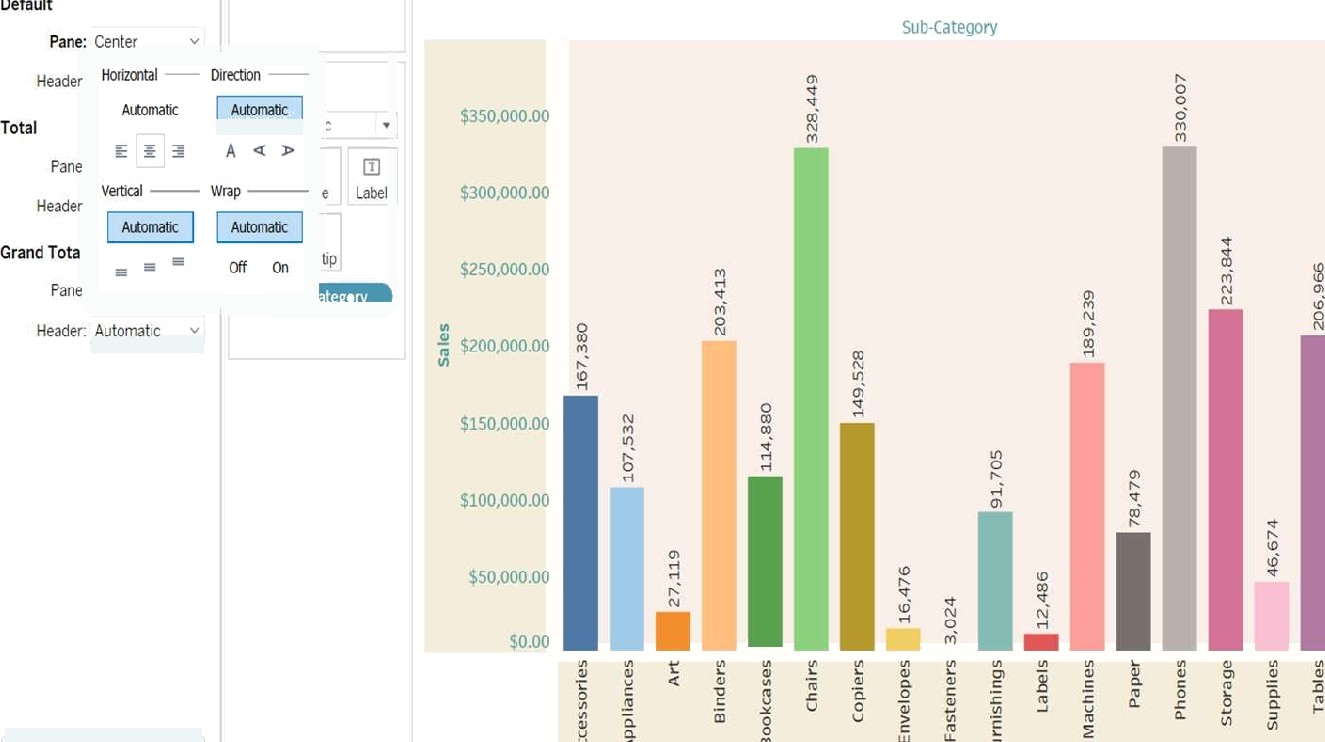 Default
Pane: Center
Header
Horizontal
Direction
Automatic
Automatic
Total
Pane
Header
Vertical
Wrap
Automatic
Automatic
Off
On
Grand Tota
Pane
Header: Automatic
c
T
e
Label
tip
ategory
Sub-Category
Sales
$350,000.00
$300,000.00
$250,000.00
$200,000.00
$150,000.00
$100,000.00
$50,000.00
$0.00
167,380
107,532
27,119
203,413
114,880
328,449
149,528
16,476
3,024
91,705
12,486
189,239
78,479
330,007
223,844
46,674
206,966
ccessories
ppliances
Art
Binders
Bookcases
Chairs
Copiers
Envelopes
Fasteners
urnishings
Labels
Machines
Paper
Phones
Storage
Supplies
Tables